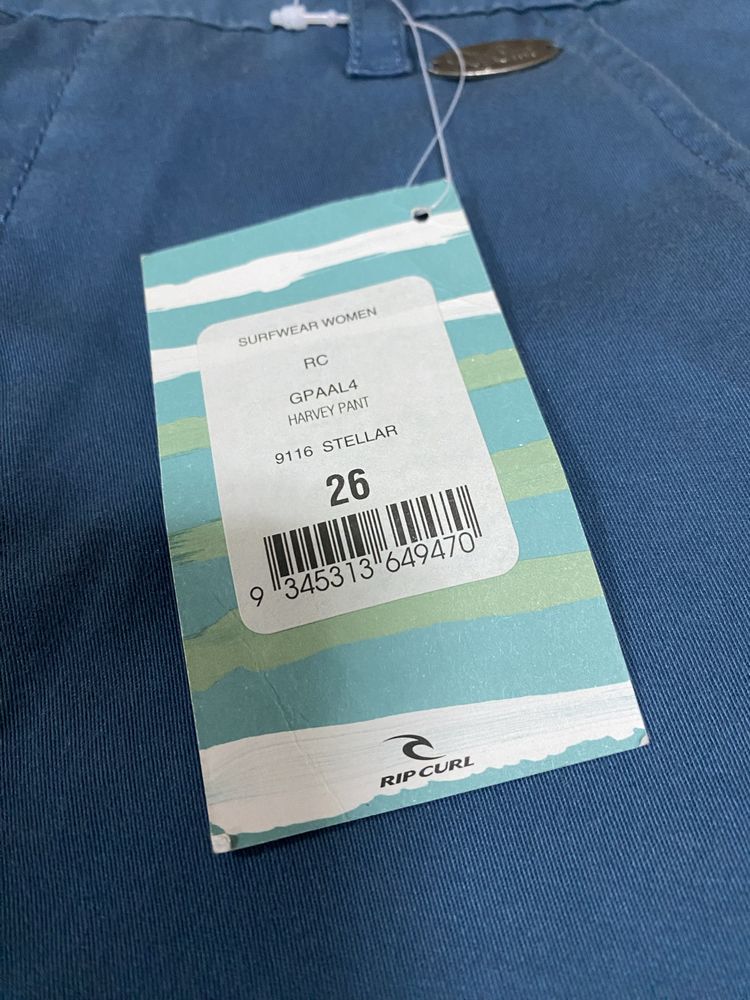 SURFWEAR WOMEN
RC
GPAAL4
HARVEY PANT
9116 STELLAR
26
9 345313 649470
RIP CURL